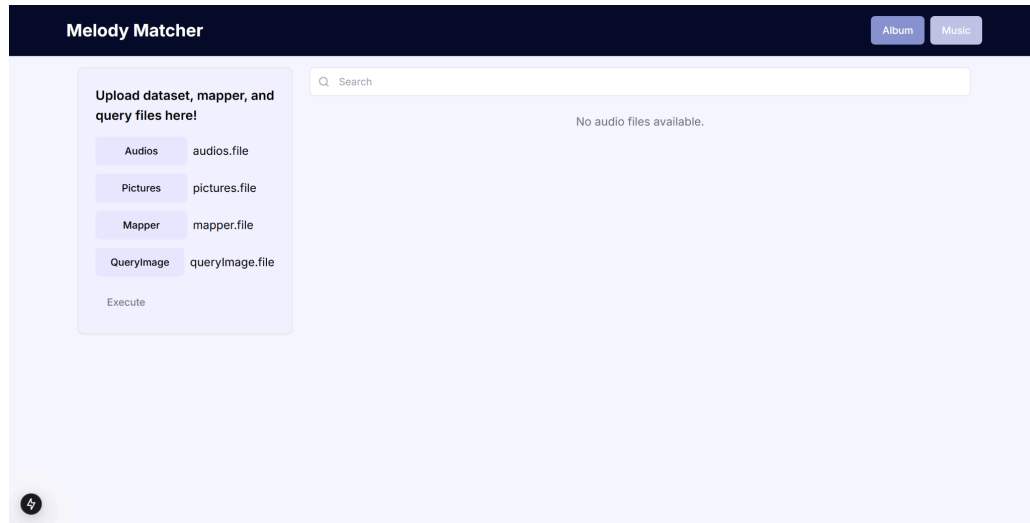 Melody Matcher
Album
Music
Upload dataset, mapper, and
query files here!
Audios audios.file
Pictures pictures.file
Mapper mapper.file
QueryImage queryImage.file
Execute
Search
No audio files available.